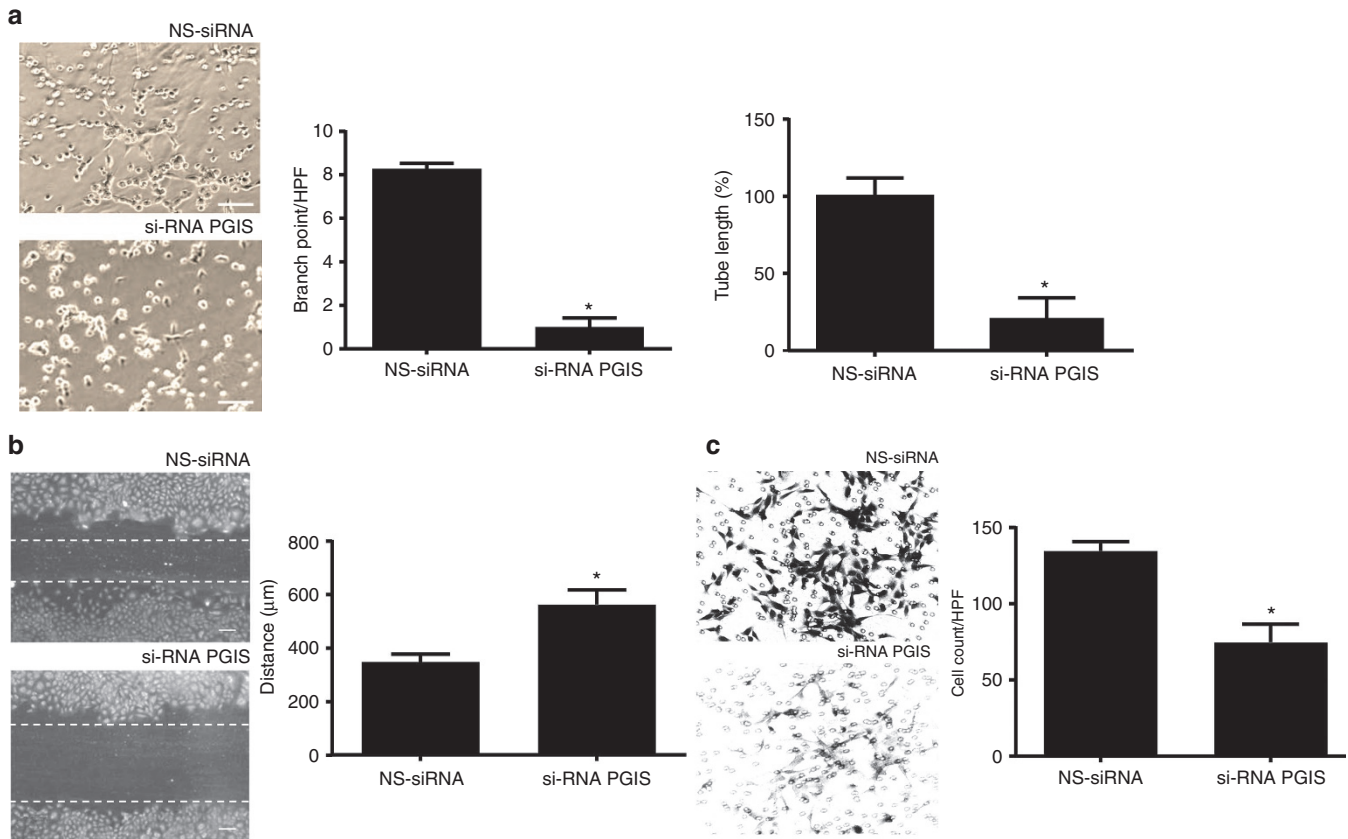 a
NS-siRNA
si-RNA PGIS
Branch point/HPF
10
8
6
4
2
0
*
NS-siRNA
si-RNA PGIS
Tube length (%)
150
100
50
0
*
NS-siRNA
si-RNA PGIS
b
NS-siRNA
si-RNA PGIS
Distance (μm)
800
600
400
200
0
*
NS-siRNA
si-RNA PGIS
c
NS-siRNA
si-RNA PGIS
Cell count/HPF
150
100
50
0
*
NS-siRNA
si-RNA PGIS